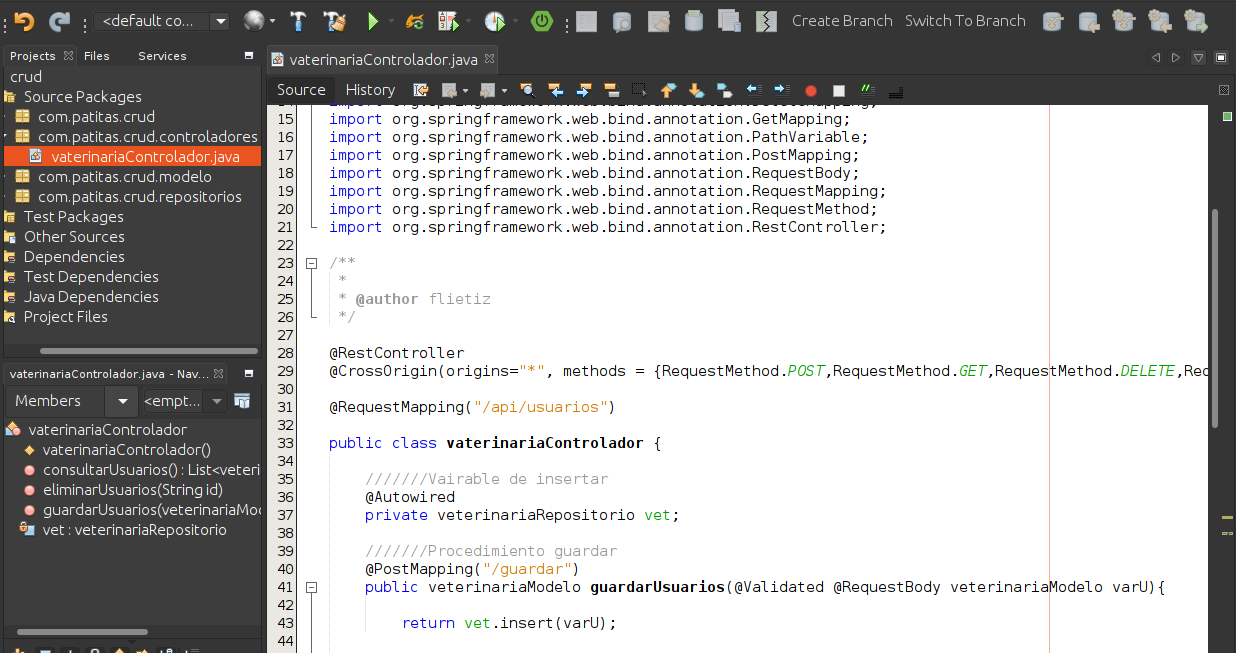 <default co...
Create Branch
Switch To Branch
Projects
Files
Services
crud
Source Packages
com.patitas.crud
com.patitas.crud.controladores
vaterinariaControlador.java
com.patitas.crud.modelo
com.patitas.crud.repositorios
Test Packages
Other Sources
Dependencies
Test Dependencies
Java Dependencies
Project Files
vaterinariaControlador.java - Nav...
Members
<empt...
vaterinariaControlador
vaterinariaControlador()
consultarUsuarios() : List<veteri
eliminarUsuarios(String id)
guardarUsuarios(veterinariaMo
vet : veterinariaRepositorio
vaterinariaControlador.java
Source
History
15 import org.springframework.web.bind.annotation.GetMapping;
16 import org.springframework.web.bind.annotation.PathVariable;
17 import org.springframework.web.bind.annotation.PostMapping;
18 import org.springframework.web.bind.annotation.RequestBody;
19 import org.springframework.web.bind.annotation.RequestMapping;
20 import org.springframework.web.bind.annotation.RequestMethod;
21 import org.springframework.web.bind.annotation.RestController;
22
23 /**
24 *
25 * @author flietiz
26 */
27
28 @RestController
29 @CrossOrigin(origins="*", methods = {RequestMethod.POST,RequestMethod.GET,RequestMethod.DELETE,Req
30
31 @RequestMapping("/api/usuarios")
32
33 public class vaterinariaControlador {
34
35 ///////Vairable de insertar
36 @Autowired
37 private veterinariaRepositorio vet;
38
39 ///////Procedimiento guardar
40 @PostMapping("/guardar")
41 public veterinariaModelo guardarUsuarios(@Validated @RequestBody veterinariaModelo varU){
42
43 return vet.insert(varU);
44